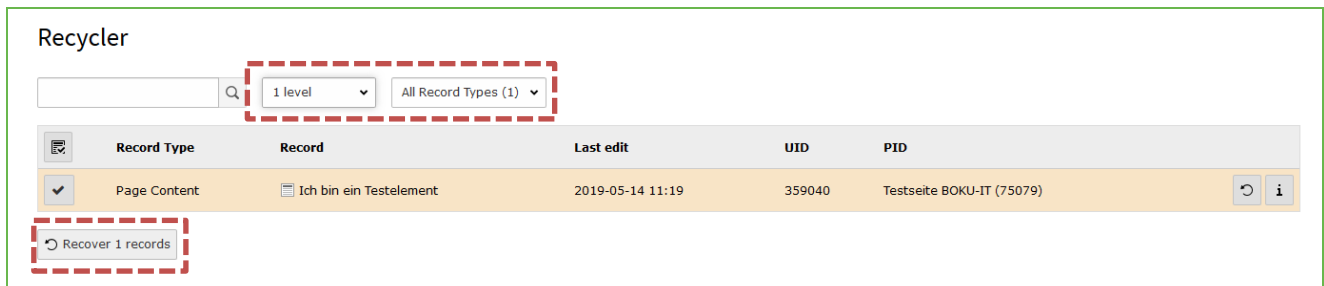 Recycler
1 level All Record Types (1)
Record Type Record Last edit UID PID
Page Content Ich bin ein Testelement 2019-05-14 11:19 359040 Testseite BOKU-IT (75079) i
Recover 1 records